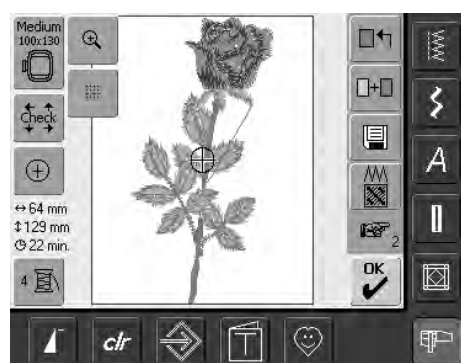 Medium
100x130
Check
↔ 64 mm
↕ 129 mm
22 min.
4
2
OK
A
clr
T